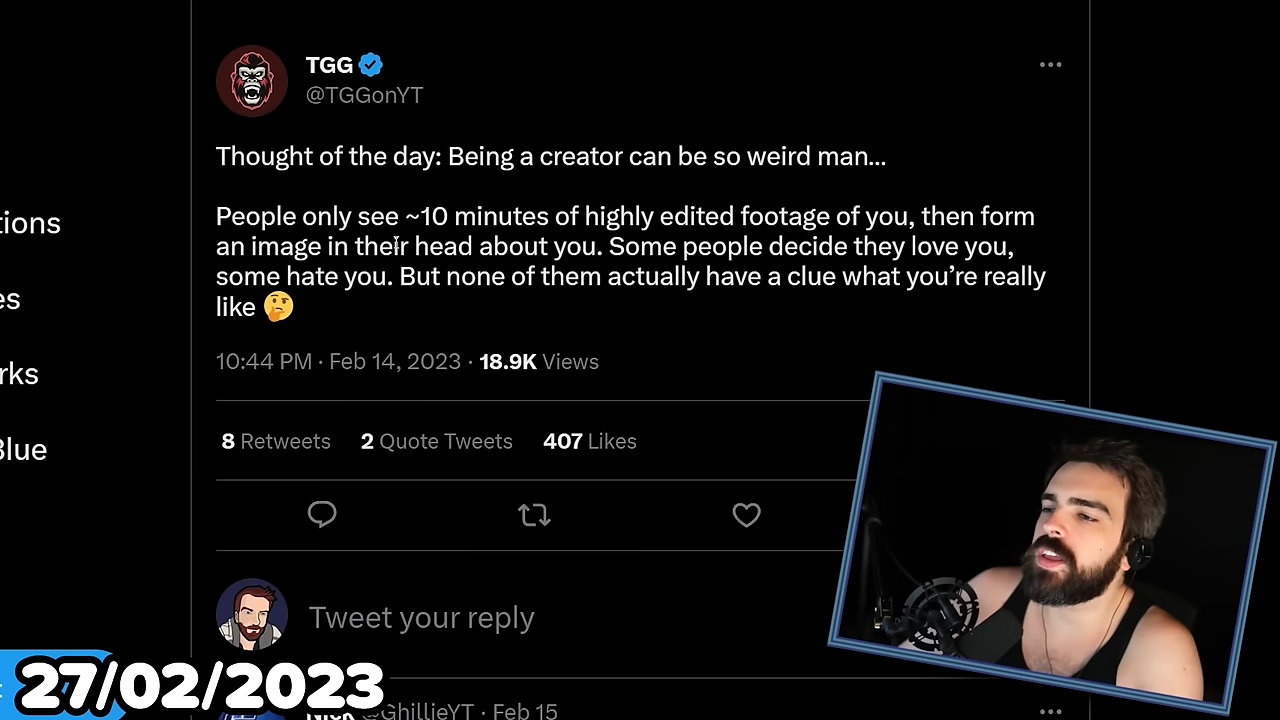 TGG
@TGGonYT
Thought of the day: Being a creator can be so weird man...
People only see ~10 minutes of highly edited footage of you, then form
an image in their head about you. Some people decide they love you,
some hate you. But none of them actually have a clue what you’re really
like 🤔
tions
es
rks
Blue
10:44 PM · Feb 14, 2023 · 18.9K Views
8 Retweets 2 Quote Tweets 407 Likes
Tweet your reply
27/02/2023
Nick @GhillieYT · Feb 15